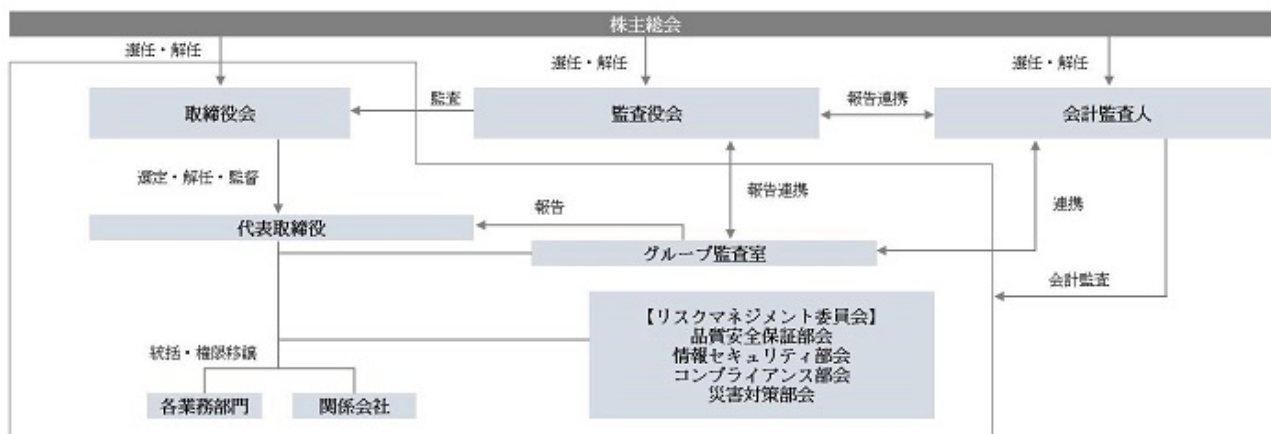 株主総会
選任・解任
選任・解任
選任・解任
取締役会
監査
監査役会
報告連携
会計監査人
選定・解任・監督
報告連携
連携
報告
代表取締役
グループ監査室
会計監査
【リスクマネジメント委員会】
品質安全保証部会
情報セキュリティ部会
コンプライアンス部会
災害対策部会
統括・権限移譲
各業務部門
関係会社